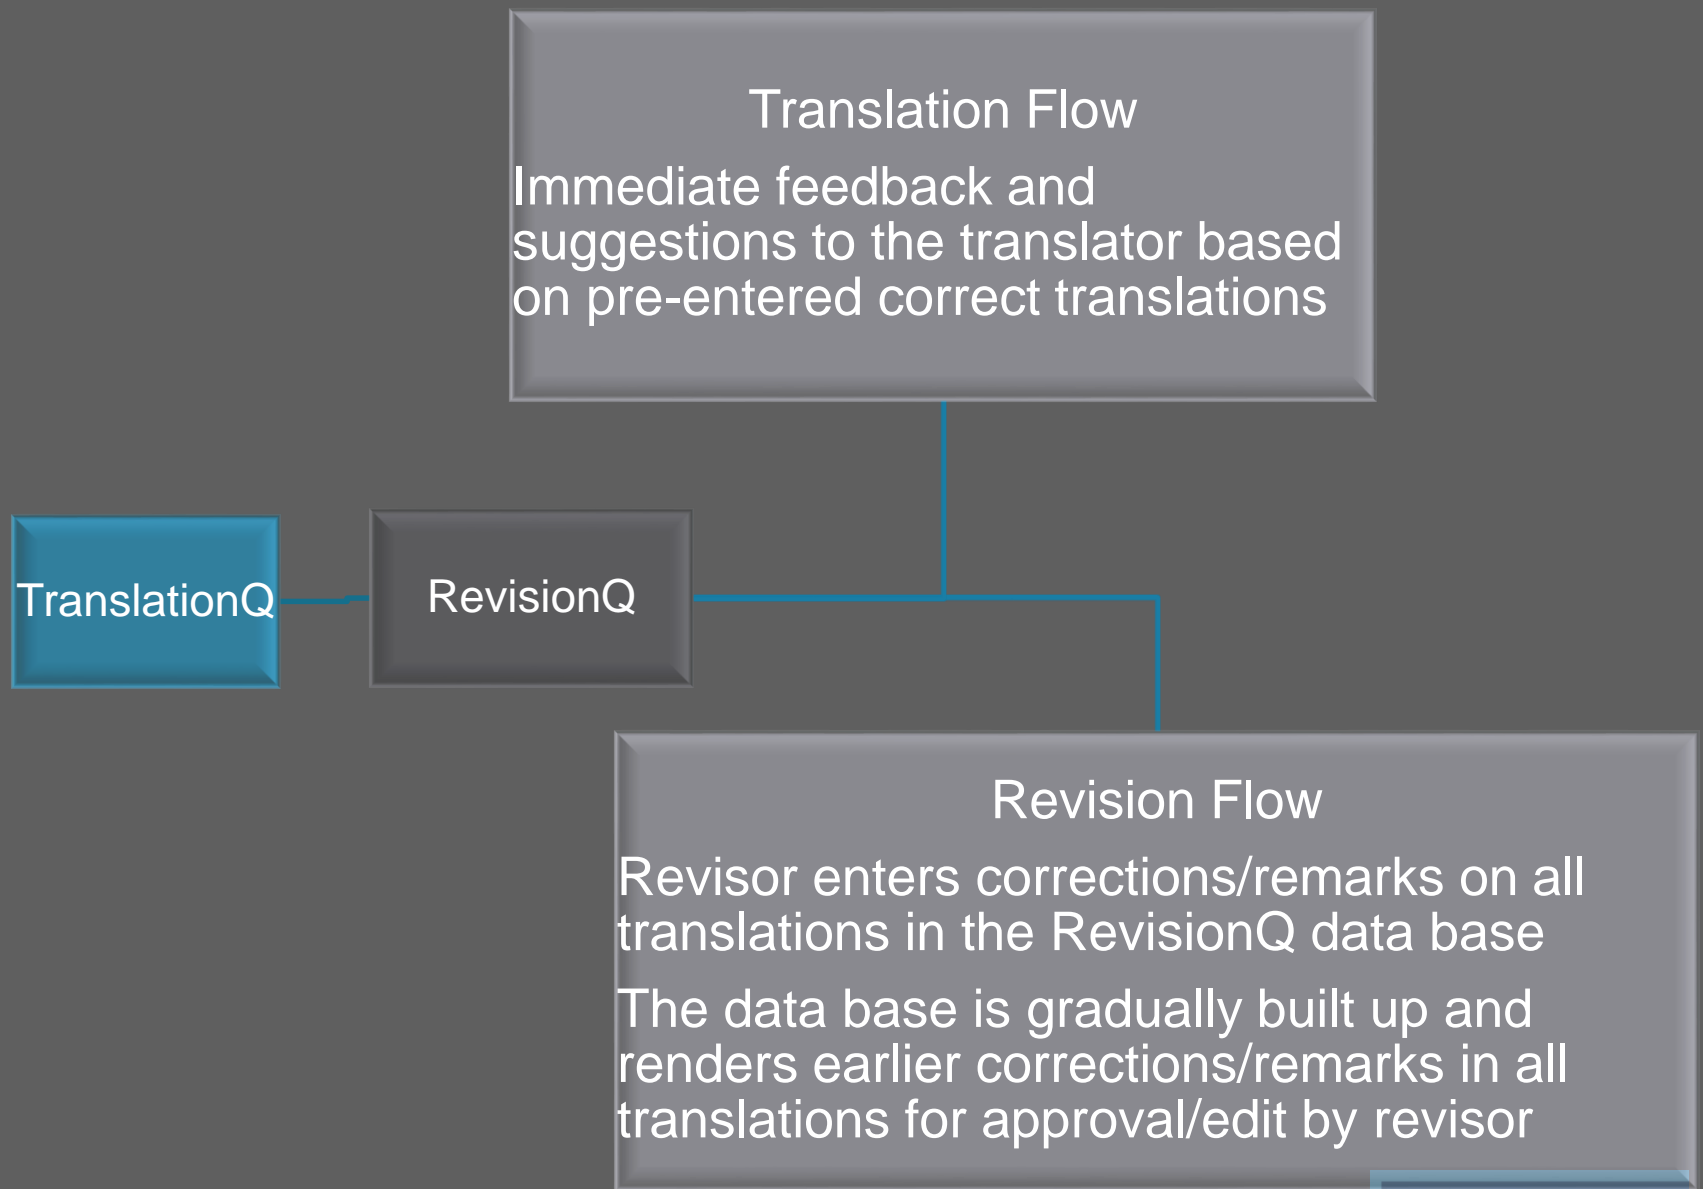 Translation Flow
Immediate feedback and
suggestions to the translator based
on pre-entered correct translations
TranslationQ
RevisionQ
Revision Flow
Revisor enters corrections/remarks on all
translations in the RevisionQ data base
The data base is gradually built up and
renders earlier corrections/remarks in all
translations for approval/edit by revisor